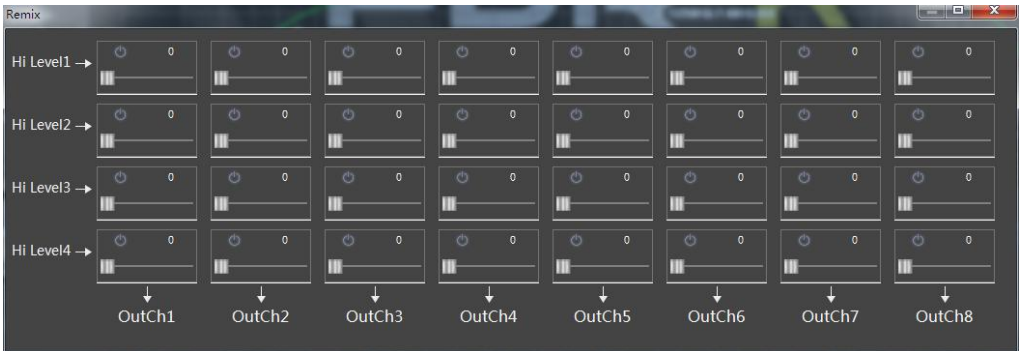 Remix
Hi Level1 0 0 0 0 0 0 0 0
Hi Level2 0 0 0 0 0 0 0 0
Hi Level3 0 0 0 0 0 0 0 0
Hi Level4 0 0 0 0 0 0 0 0
OutCh1 OutCh2 OutCh3 OutCh4 OutCh5 OutCh6 OutCh7 OutCh8